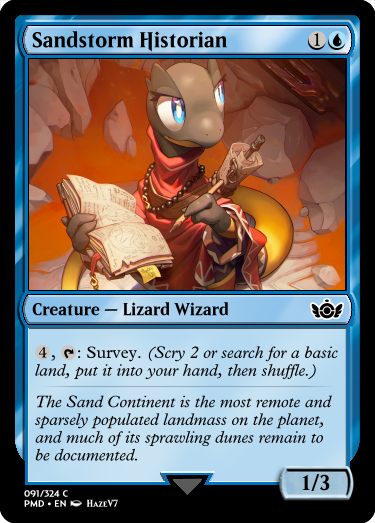 Sandstorm Historian 1
Creature — Lizard Wizard
4, : Survey. (Scry 2 or search for a basic
land, put it into your hand, then shuffle.)
The Sand Continent is the most remote and
sparsely populated landmass on the planet,
and much of its sprawling dunes remain to
be documented.
1/3
091/324 C
PMD • EN HazeV7